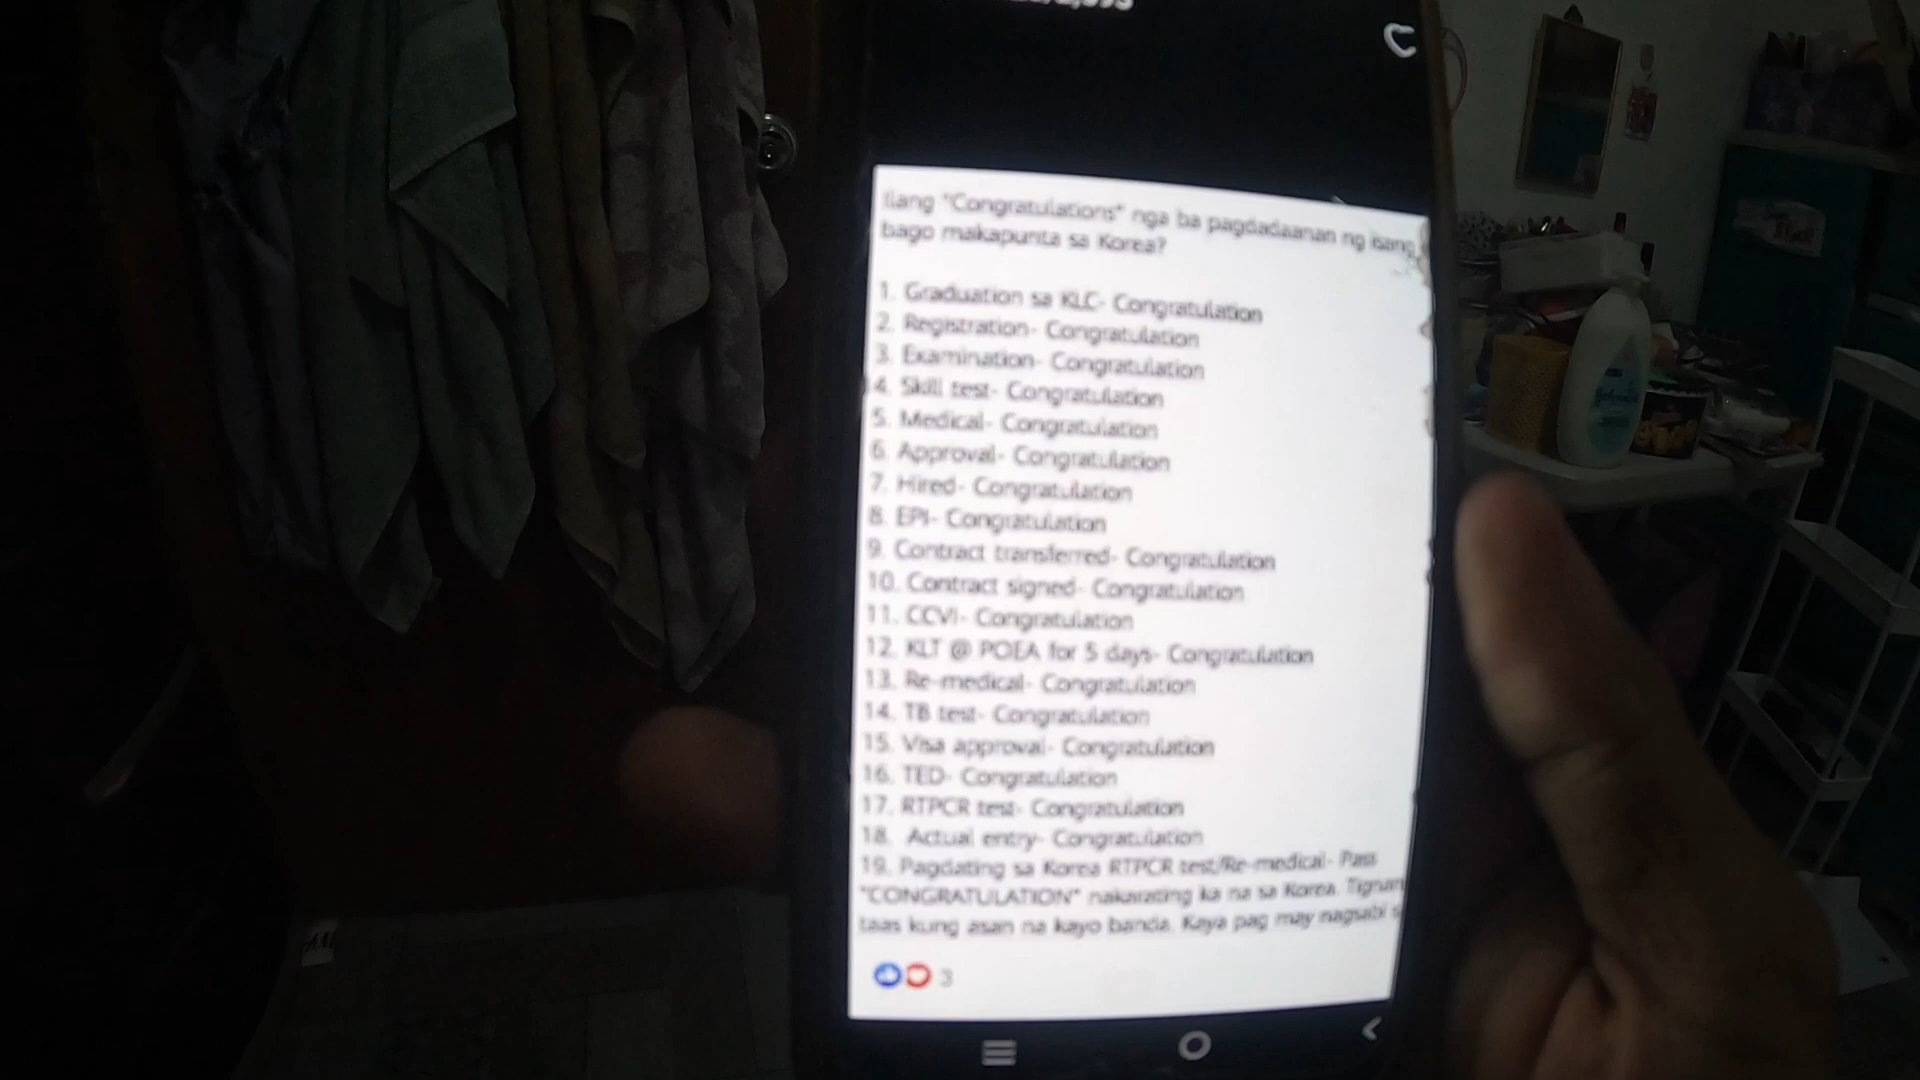 Ilang "Congratulations" nga ba pagdadaanan ng isang
bago makapunta sa Korea?
1. Graduation sa KLC- Congratulation
2. Registration- Congratulation
3. Examination- Congratulation
4. Skill test- Congratulation
5. Medical- Congratulation
6. Approval- Congratulation
7. Hired- Congratulation
8. EPI- Congratulation
9. Contract transferred- Congratulation
10. Contract signed- Congratulation
11. CCVI- Congratulation
12. KLT @ POEA for 5 days- Congratulation
13. Re-medical- Congratulation
14. TB test- Congratulation
15. Visa approval- Congratulation
16. TED- Congratulation
17. RTPCR test- Congratulation
18. Actual entry- Congratulation
19. Pagdating sa Korea RTPCR test/Re-medical- Pass
"CONGRATULATION" nakarating ka na sa Korea. Tignan
taas kung asan na kayo banda. Kaya pag may nagsabi s
3